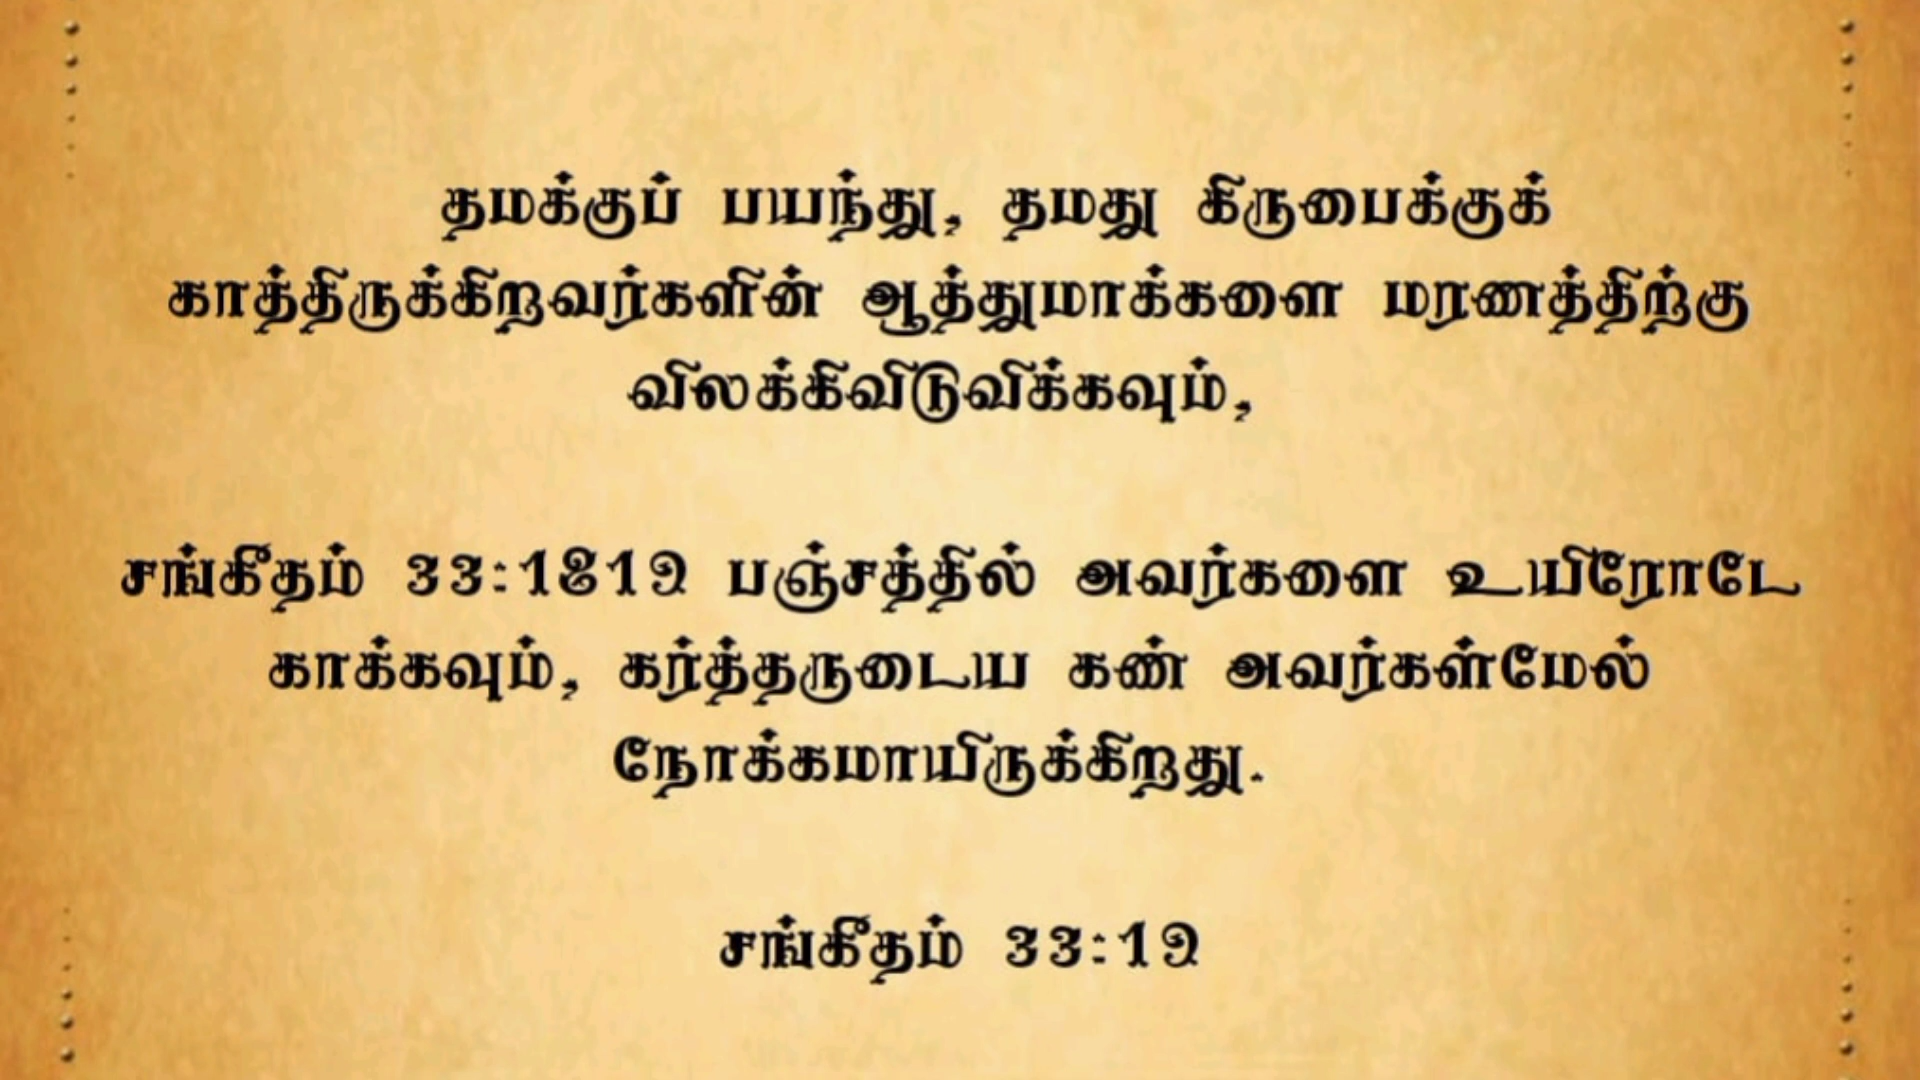 தமக்குப் பயந்து, தமது கிருபைக்குக்
காத்திருக்கிறவர்களின் ஆத்துமாக்களை மரணத்திற்கு
விலக்கிவிடுவிக்கவும்,
சங்கீதம் 33:1819 பஞ்சத்தில் அவர்களை உயிரோடே
காக்கவும், கர்த்தருடைய கண் அவர்கள்மேல்
நோக்கமாயிருக்கிறது.
சங்கீதம் 33:19